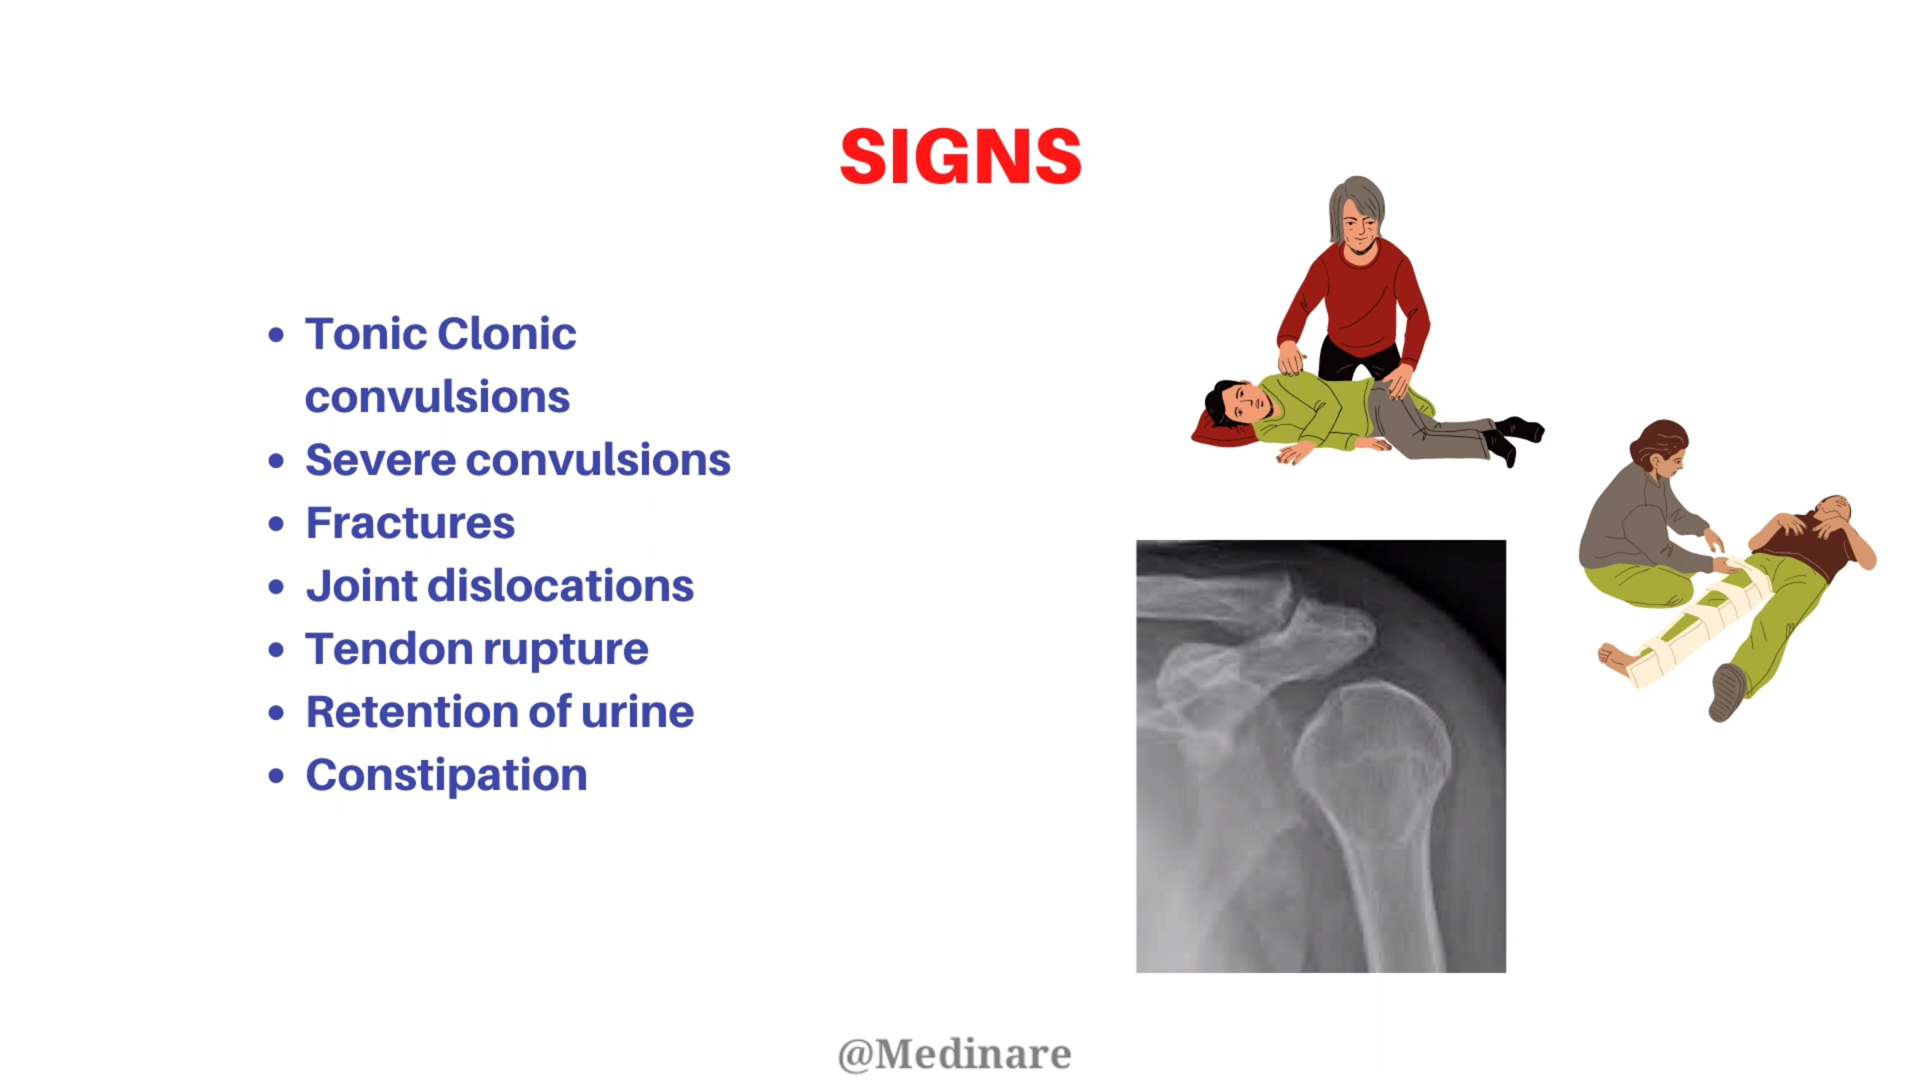 SIGNS
• Tonic Clonic
convulsions
• Severe convulsions
• Fractures
• Joint dislocations
• Tendon rupture
• Retention of urine
• Constipation
@Medinare